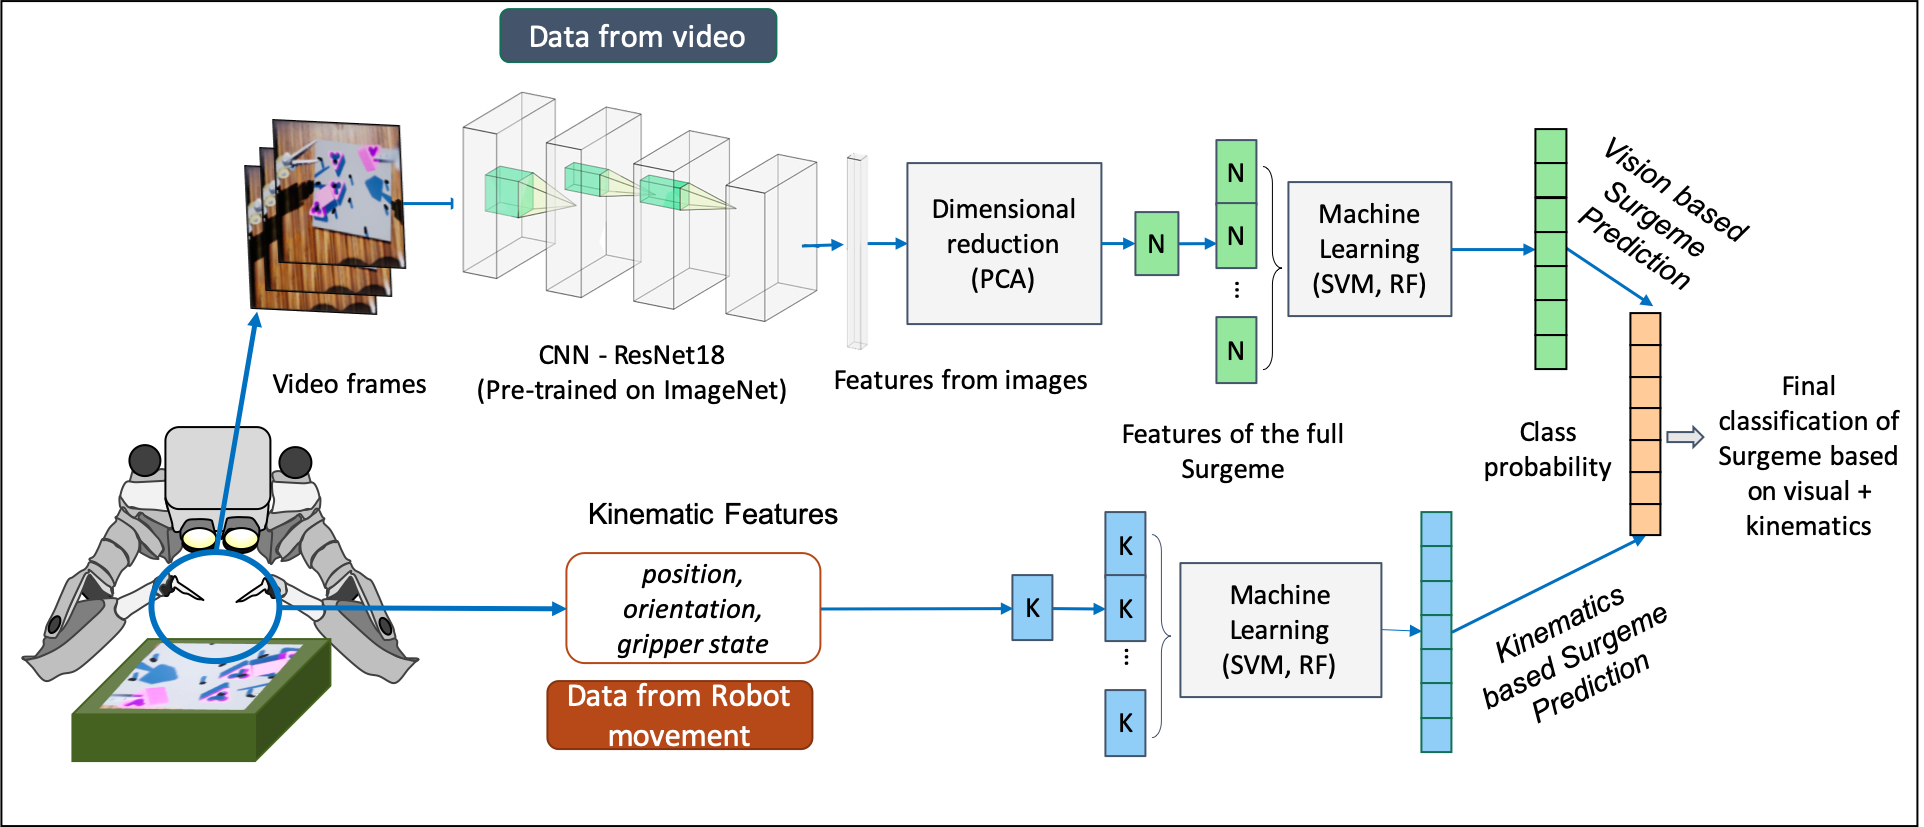 Data from video
Video frames
CNN - ResNet18
(Pre-trained on ImageNet)
Features from images
Dimensional
reduction
(PCA)
N
N
N
⋮
N
Features of the full
Surgeme
Machine
Learning
(SVM, RF)
Vision based
Surgeme
Prediction
Class
probability
Final
classification of
Surgeme based
on visual +
kinematics
Kinematic Features
position,
orientation,
gripper state
Data from Robot
movement
K
K
K
⋮
K
Machine
Learning
(SVM, RF)
Kinematics
based Surgeme
Prediction